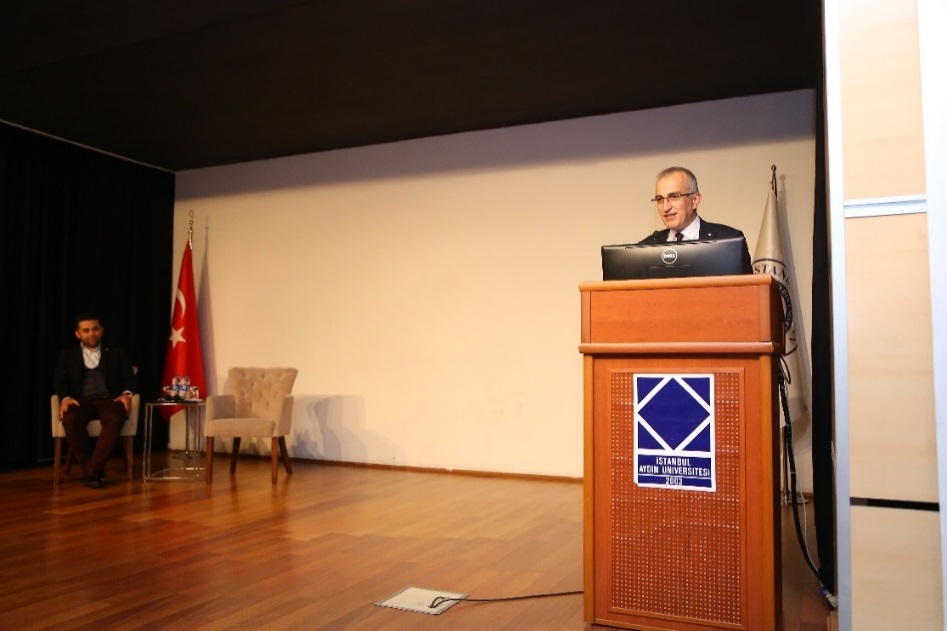 DELL
İSTANBUL
AYDIN ÜNİVERSİTESİ
2003